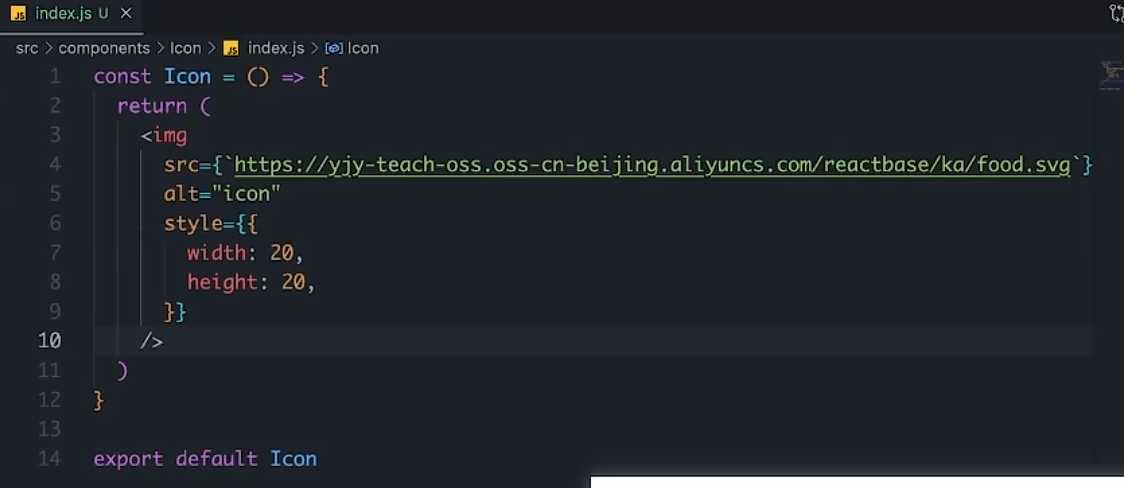 index.js U ×
src > components > Icon > JS index.js > Icon
1 const Icon = () => {
2   return (
3     <img
4       src={`https://yjy-teach-oss.oss-cn-beijing.aliyuncs.com/reactbase/ka/food.svg`}
5       alt="icon"
6       style={{
7         width: 20,
8         height: 20,
9       }}
10     />
11   )
12 }
13
14 export default Icon